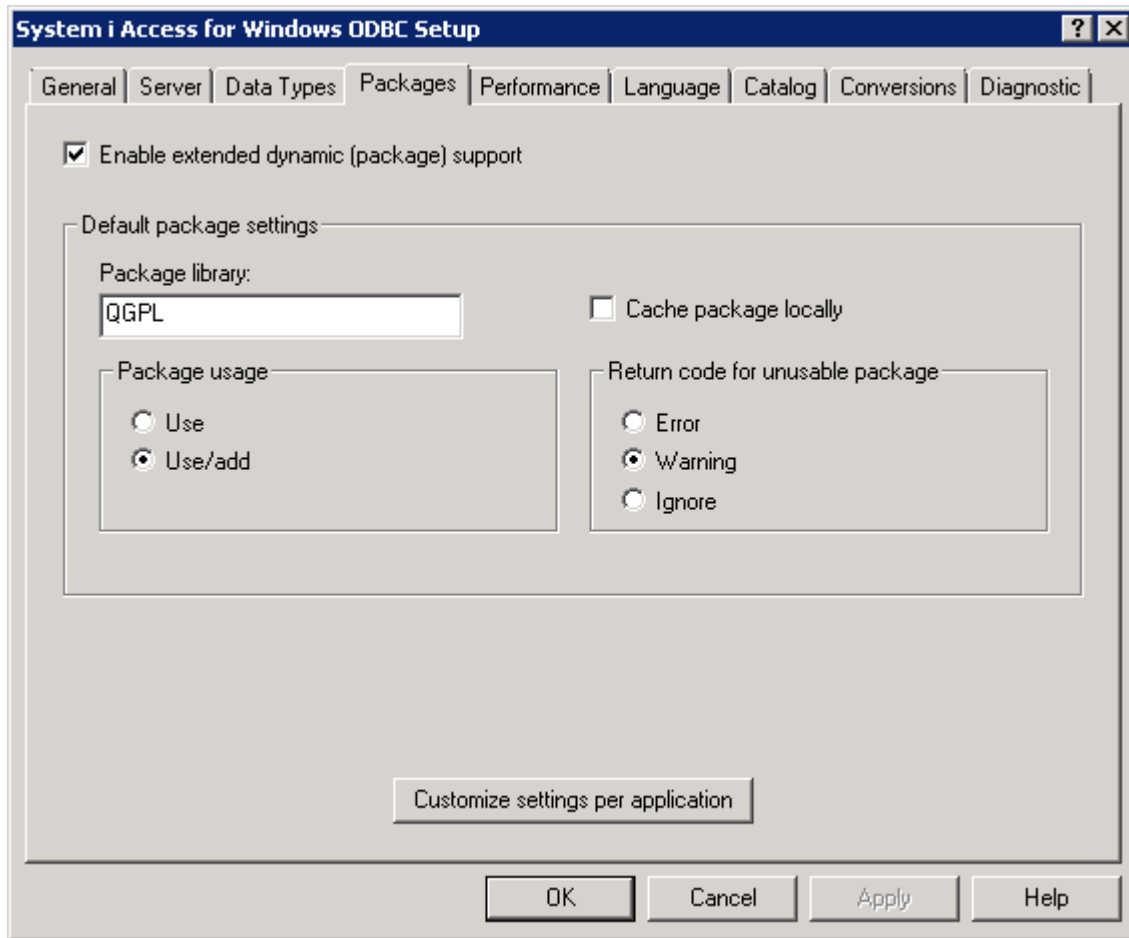 System i Access for Windows ODBC Setup
General Server Data Types Packages Performance Language Catalog Conversions Diagnostic
Enable extended dynamic (package) support
Default package settings
Package library:
QGPL
Cache package locally
Package usage
Use
Use/add
Return code for unusable package
Error
Warning
Ignore
Customize settings per application
OK Cancel Apply Help